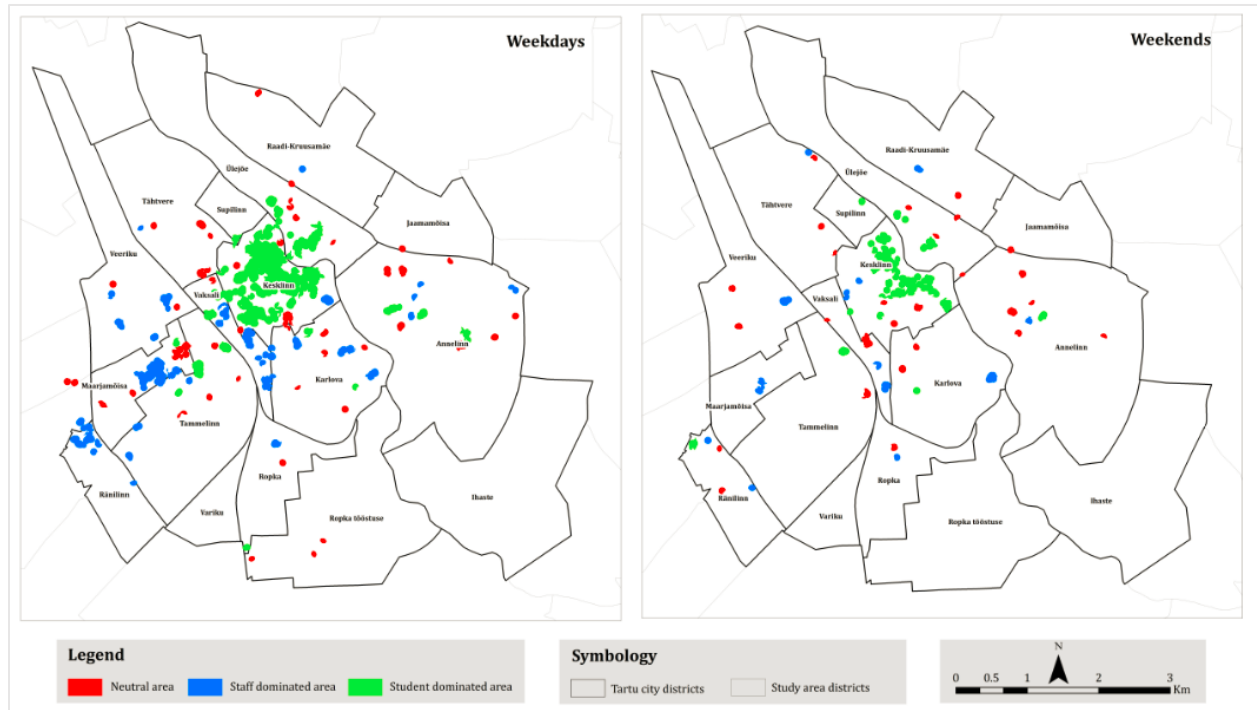 Weekdays
Raadi-Kruusamäe
Ülejõe
Tähtvere
Supilinn
Jaamamõisa
Veeriku
Kesklinn
Vaksali
Annelinn
Maarjamõisa
Karlova
Tammelinn
Ropka
Ränilinn
Ihaste
Variku
Ropka tööstuse
Weekends
Raadi-Kruusamäe
Ülejõe
Tähtvere
Supilinn
Jaamamõisa
Veeriku
Kesklinn
Vaksali
Annelinn
Karlova
Maarjamõisa
Tammelinn
Ropka
Ränilinn
Ihaste
Variku
Ropka tööstuse
Legend
Neutral area
Staff dominated area
Student dominated area
Symbology
Tartu city districts
Study area districts
N
0 0.5 1 2 3
Km